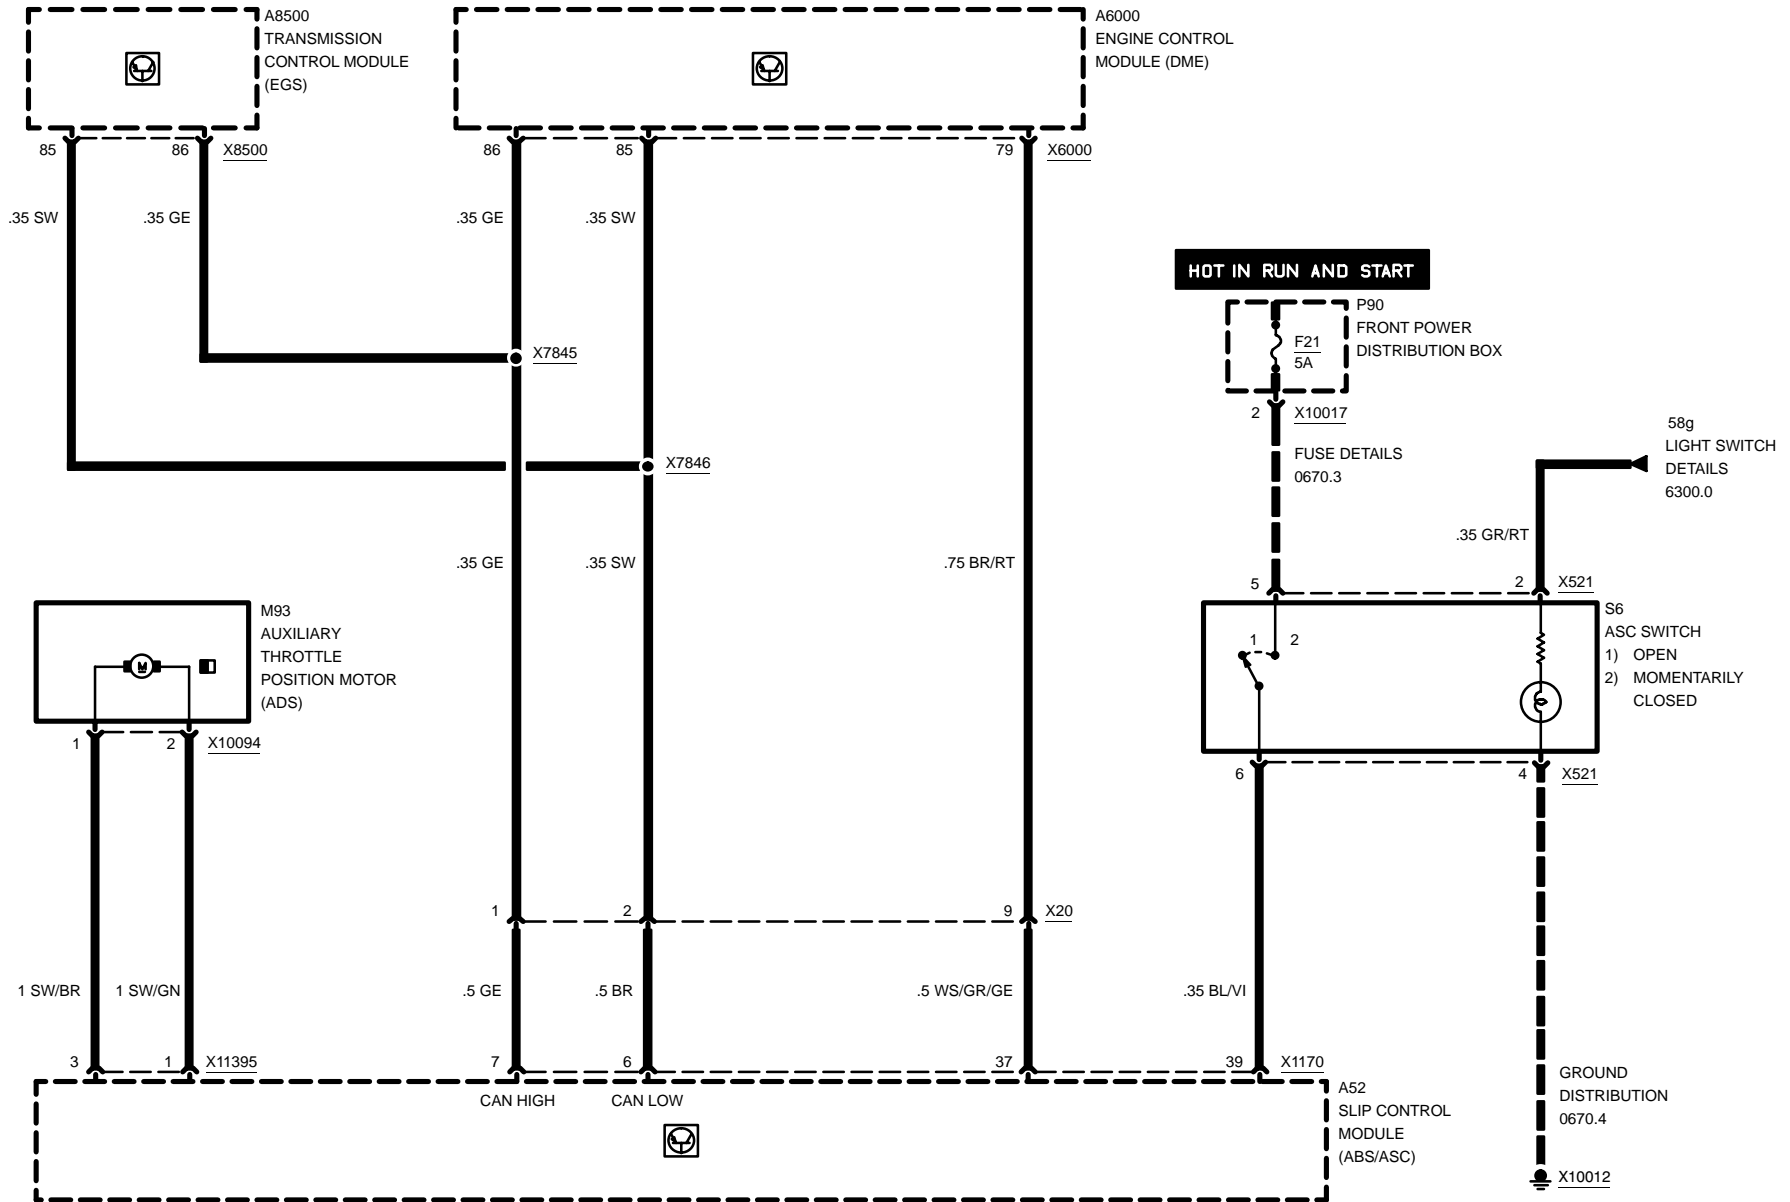 A8500
TRANSMISSION
CONTROL MODULE
(EGS)
A6000
ENGINE CONTROL
MODULE (DME)
85
86
X8500
86
85
79
X6000
.35 SW
.35 GE
.35 GE
.35 SW
HOT IN RUN AND START
P90
FRONT POWER
DISTRIBUTION BOX
F21
5A
X7845
2
X10017
FUSE DETAILS
0670.3
58g
LIGHT SWITCH
DETAILS
6300.0
X7846
.35 GE
.35 SW
.75 BR/RT
.35 GR/RT
5
2
X521
M93
AUXILIARY
THROTTLE
POSITION MOTOR
(ADS)
M
S6
ASC SWITCH
1) OPEN
2) MOMENTARILY
CLOSED
1
2
1
2
X10094
6
4
X521
1
2
9
X20
1 SW/BR
1 SW/GN
.5 GE
.5 BR
.5 WS/GR/GE
.35 BL/VI
3
1
X11395
7
6
37
39
X1170
CAN HIGH
CAN LOW
A52
SLIP CONTROL
MODULE
(ABS/ASC)
GROUND
DISTRIBUTION
0670.4
X10012